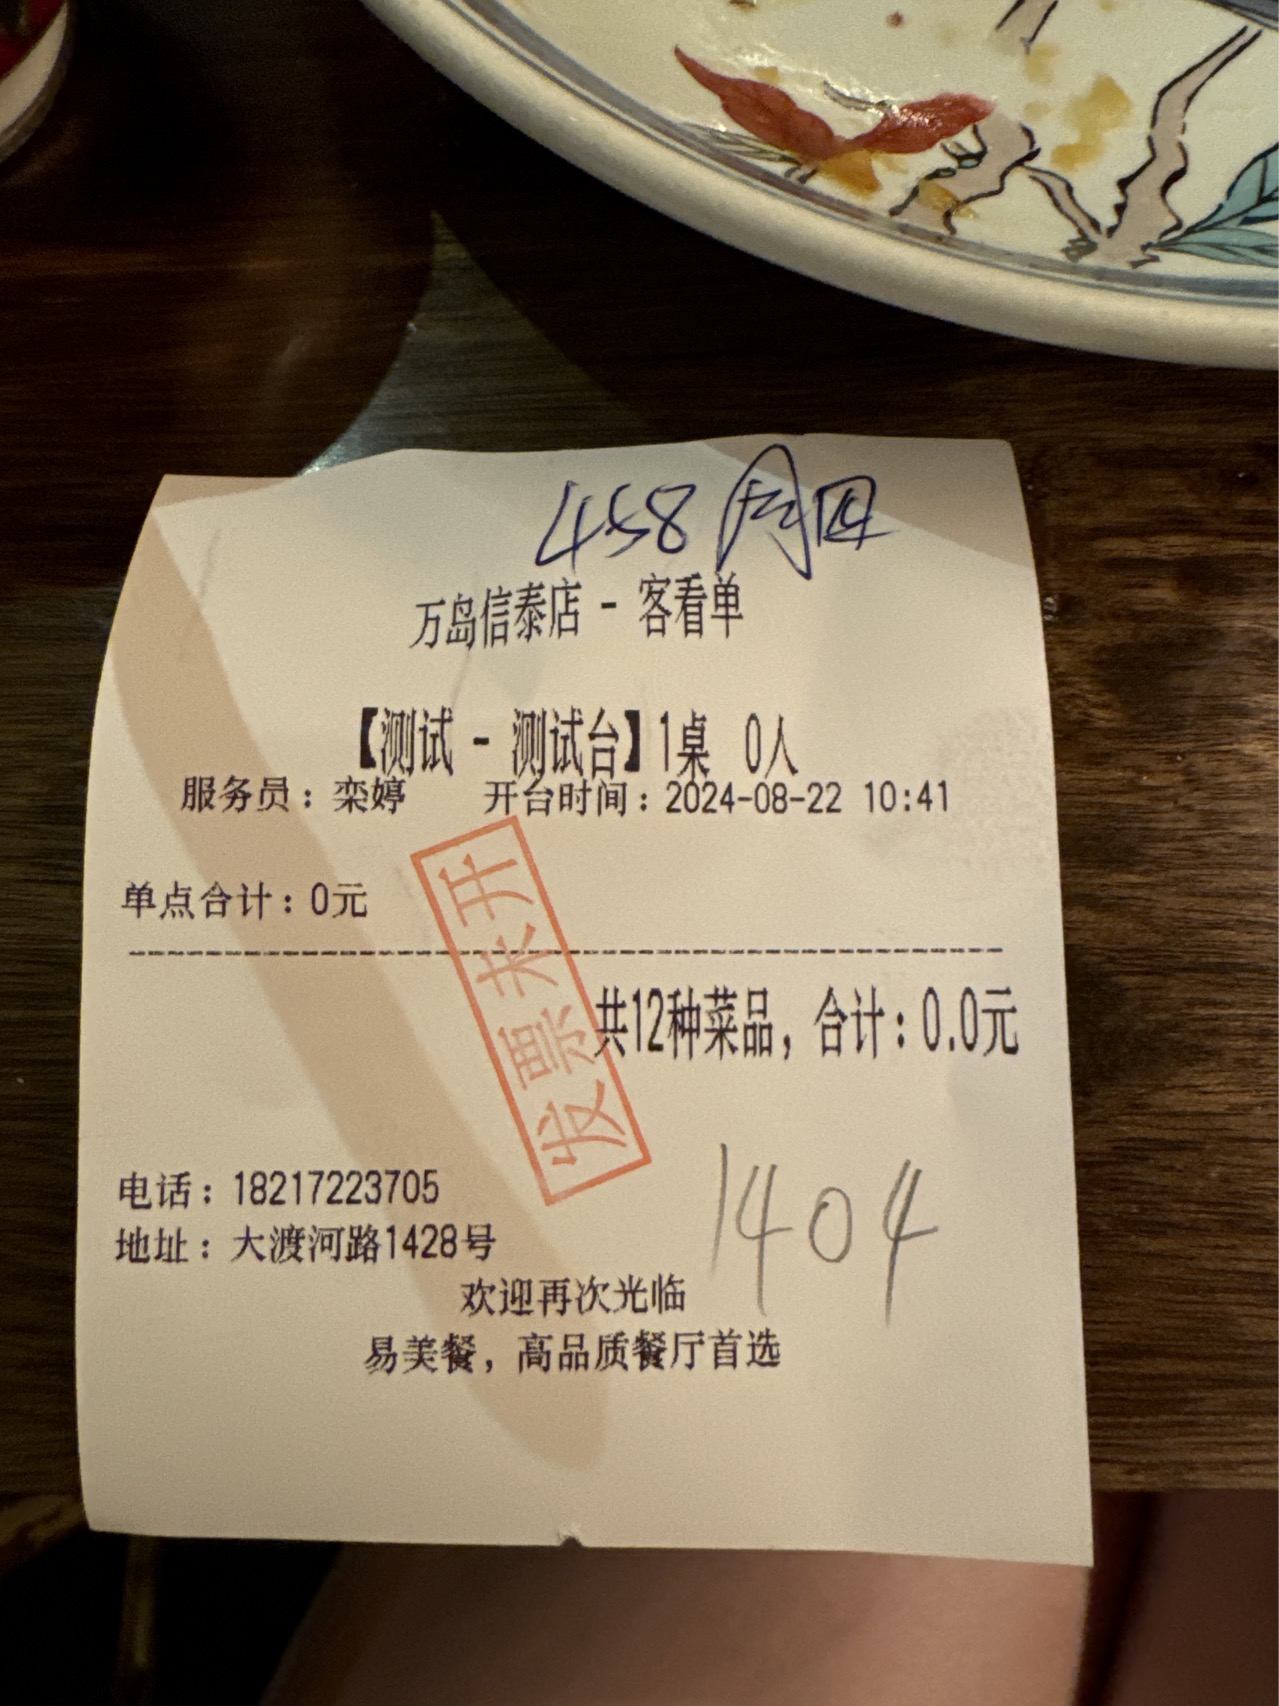 458 周四
万岛信泰店 - 客看单
【测试 - 测试台】1桌 0人
服务员：栾婷 开台时间：2024-08-22 10:41
单点合计：0元
发票未开
共12种菜品，合计：0.0元
1404
电话：18217223705
地址：大渡河路1428号
欢迎再次光临
易美餐，高品质餐厅首选